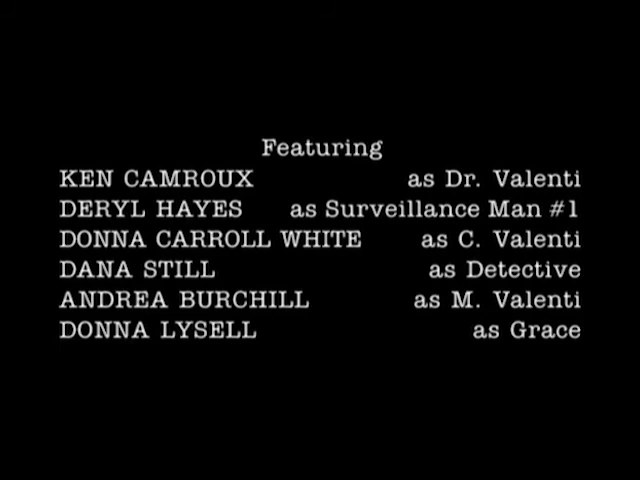 Featuring
KEN CAMROUX as Dr. Valenti
DERYL HAYES as Surveillance Man #1
DONNA CARROLL WHITE as C. Valenti
DANA STILL as Detective
ANDREA BURCHILL as M. Valenti
DONNA LYSELL as Grace